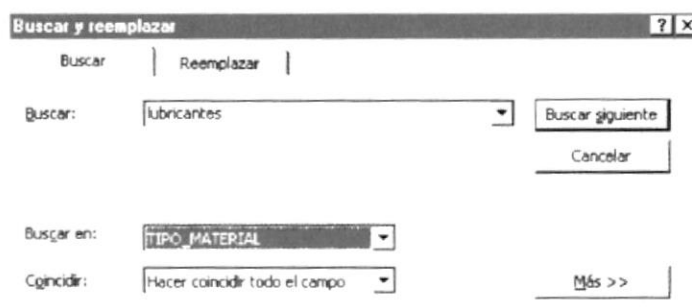 Buscar y reemplazar ? ×
Buscar Reemplazar
Buscar: lubricantes Buscar siguiente
Cancelar
Buscar en: TIPO_MATERIAL
Coincidir: Hacer coincidir todo el campo Más >>